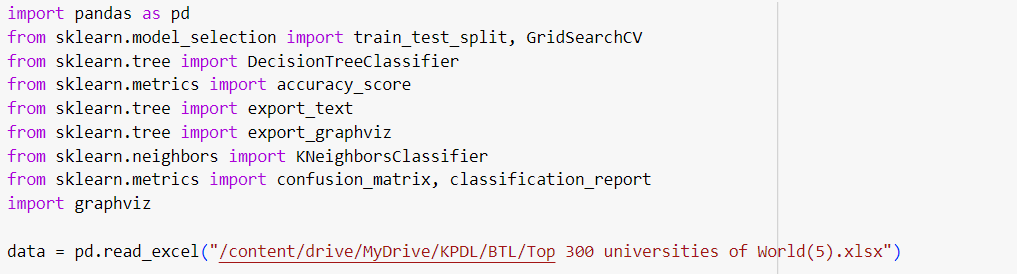 import pandas as pd
from sklearn.model_selection import train_test_split, GridSearchCV
from sklearn.tree import DecisionTreeClassifier
from sklearn.metrics import accuracy_score
from sklearn.tree import export_text
from sklearn.tree import export_graphviz
from sklearn.neighbors import KNeighborsClassifier
from sklearn.metrics import confusion_matrix, classification_report
import graphviz
data = pd.read_excel("/content/drive/MyDrive/KPDL/BTL/Top 300 universities of World(5).xlsx")